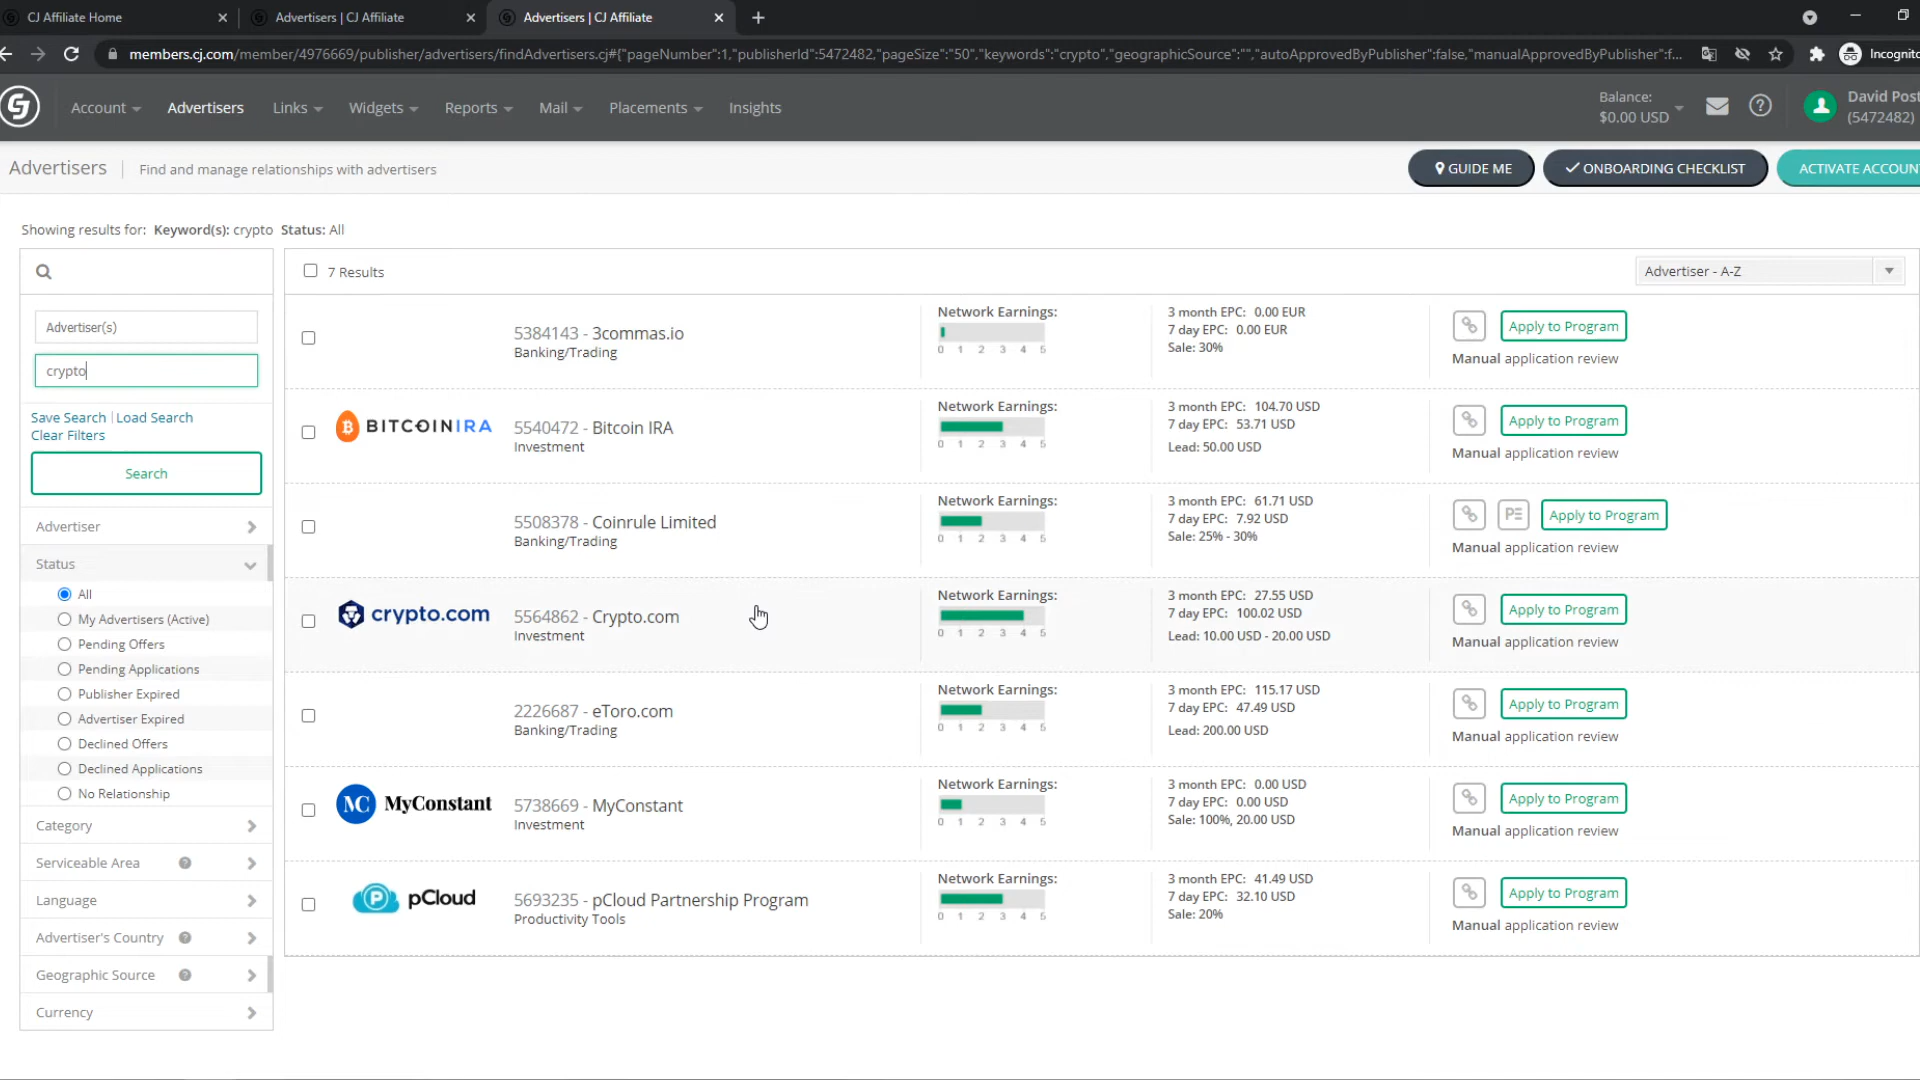 CJ Affiliate Home
Advertisers | CJ Affiliate
Advertisers | CJ Affiliate
members.cj.com/member/4976669/publisher/advertisers/findAdvertisers.cj#{"pageNumber":1,"publisherId":5472482,"pageSize":"50","keywords":"crypto","geographicSource":"","autoApprovedByPublisher":false,"manualApprovedByPublisher":f...
Incognito
Account
Advertisers
Links
Widgets
Reports
Mail
Placements
Insights
Balance:
$0.00 USD
David Post
(5472482)
Advertisers
Find and manage relationships with advertisers
GUIDE ME
ONBOARDING CHECKLIST
ACTIVATE ACCOUNT
Showing results for: Keyword(s): crypto Status: All
Advertiser(s)
crypto
Save Search | Load Search
Clear Filters
Search
Advertiser
Status
All
My Advertisers (Active)
Pending Offers
Pending Applications
Publisher Expired
Advertiser Expired
Declined Offers
Declined Applications
No Relationship
Category
Serviceable Area
Language
Advertiser's Country
Geographic Source
Currency
7 Results
Advertiser - A-Z
5384143 - 3commas.io
Banking/Trading
Network Earnings:
0 1 2 3 4 5
3 month EPC: 0.00 EUR
7 day EPC: 0.00 EUR
Sale: 30%
Apply to Program
Manual application review
BITCOINIRA
5540472 - Bitcoin IRA
Investment
Network Earnings:
0 1 2 3 4 5
3 month EPC: 104.70 USD
7 day EPC: 53.71 USD
Lead: 50.00 USD
Apply to Program
Manual application review
5508378 - Coinrule Limited
Banking/Trading
Network Earnings:
0 1 2 3 4 5
3 month EPC: 61.71 USD
7 day EPC: 7.92 USD
Sale: 25% - 30%
PE
Apply to Program
Manual application review
crypto.com
5564862 - Crypto.com
Investment
Network Earnings:
0 1 2 3 4 5
3 month EPC: 27.55 USD
7 day EPC: 100.02 USD
Lead: 10.00 USD - 20.00 USD
Apply to Program
Manual application review
2226687 - eToro.com
Banking/Trading
Network Earnings:
0 1 2 3 4 5
3 month EPC: 115.17 USD
7 day EPC: 47.49 USD
Lead: 200.00 USD
Apply to Program
Manual application review
MC MyConstant
5738669 - MyConstant
Investment
Network Earnings:
0 1 2 3 4 5
3 month EPC: 0.00 USD
7 day EPC: 0.00 USD
Sale: 100%, 20.00 USD
Apply to Program
Manual application review
pCloud
5693235 - pCloud Partnership Program
Productivity Tools
Network Earnings:
0 1 2 3 4 5
3 month EPC: 41.49 USD
7 day EPC: 32.10 USD
Sale: 20%
Apply to Program
Manual application review